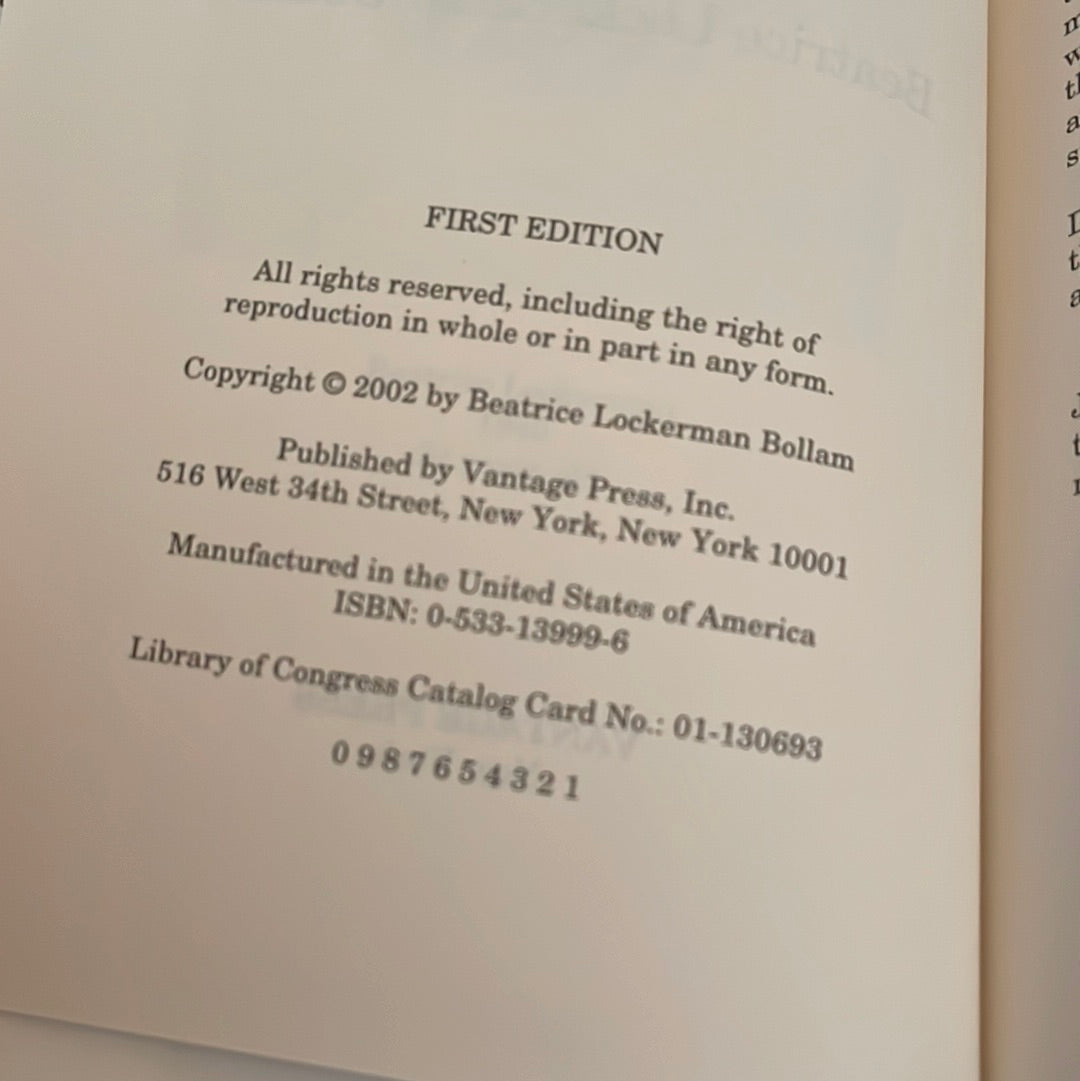 FIRST EDITION
All rights reserved, including the right of
reproduction in whole or in part in any form.
Copyright © 2002 by Beatrice Lockerman Bollam
Published by Vantage Press, Inc.
516 West 34th Street, New York, New York 10001
Manufactured in the United States of America
ISBN: 0-533-13999-6
Library of Congress Catalog Card No.: 01-130693
0 9 8 7 6 5 4 3 2 1